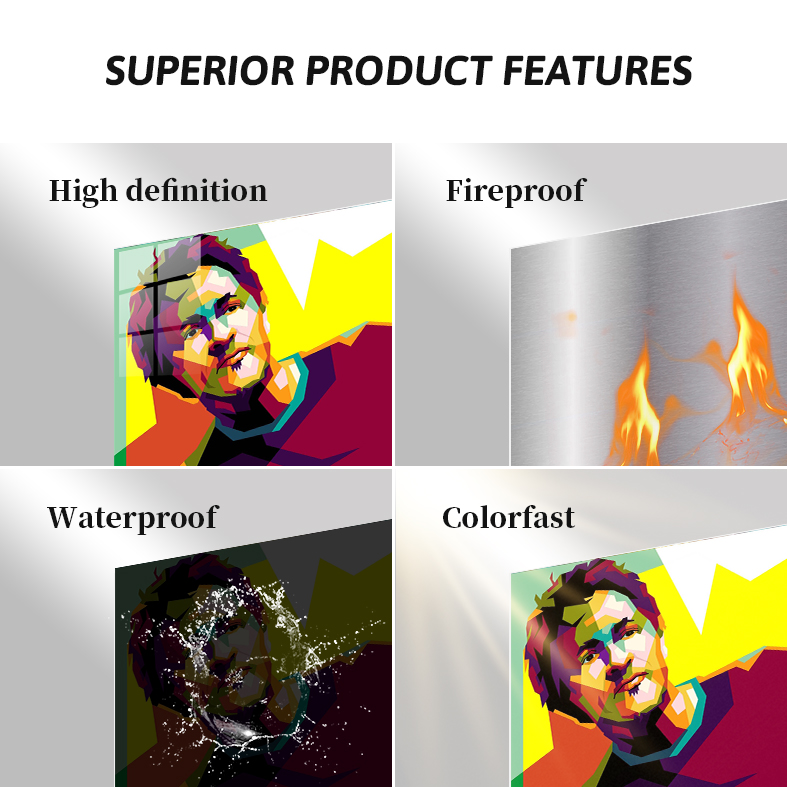 SUPERIOR PRODUCT FEATURES
High definition
Fireproof
Waterproof
Colorfast